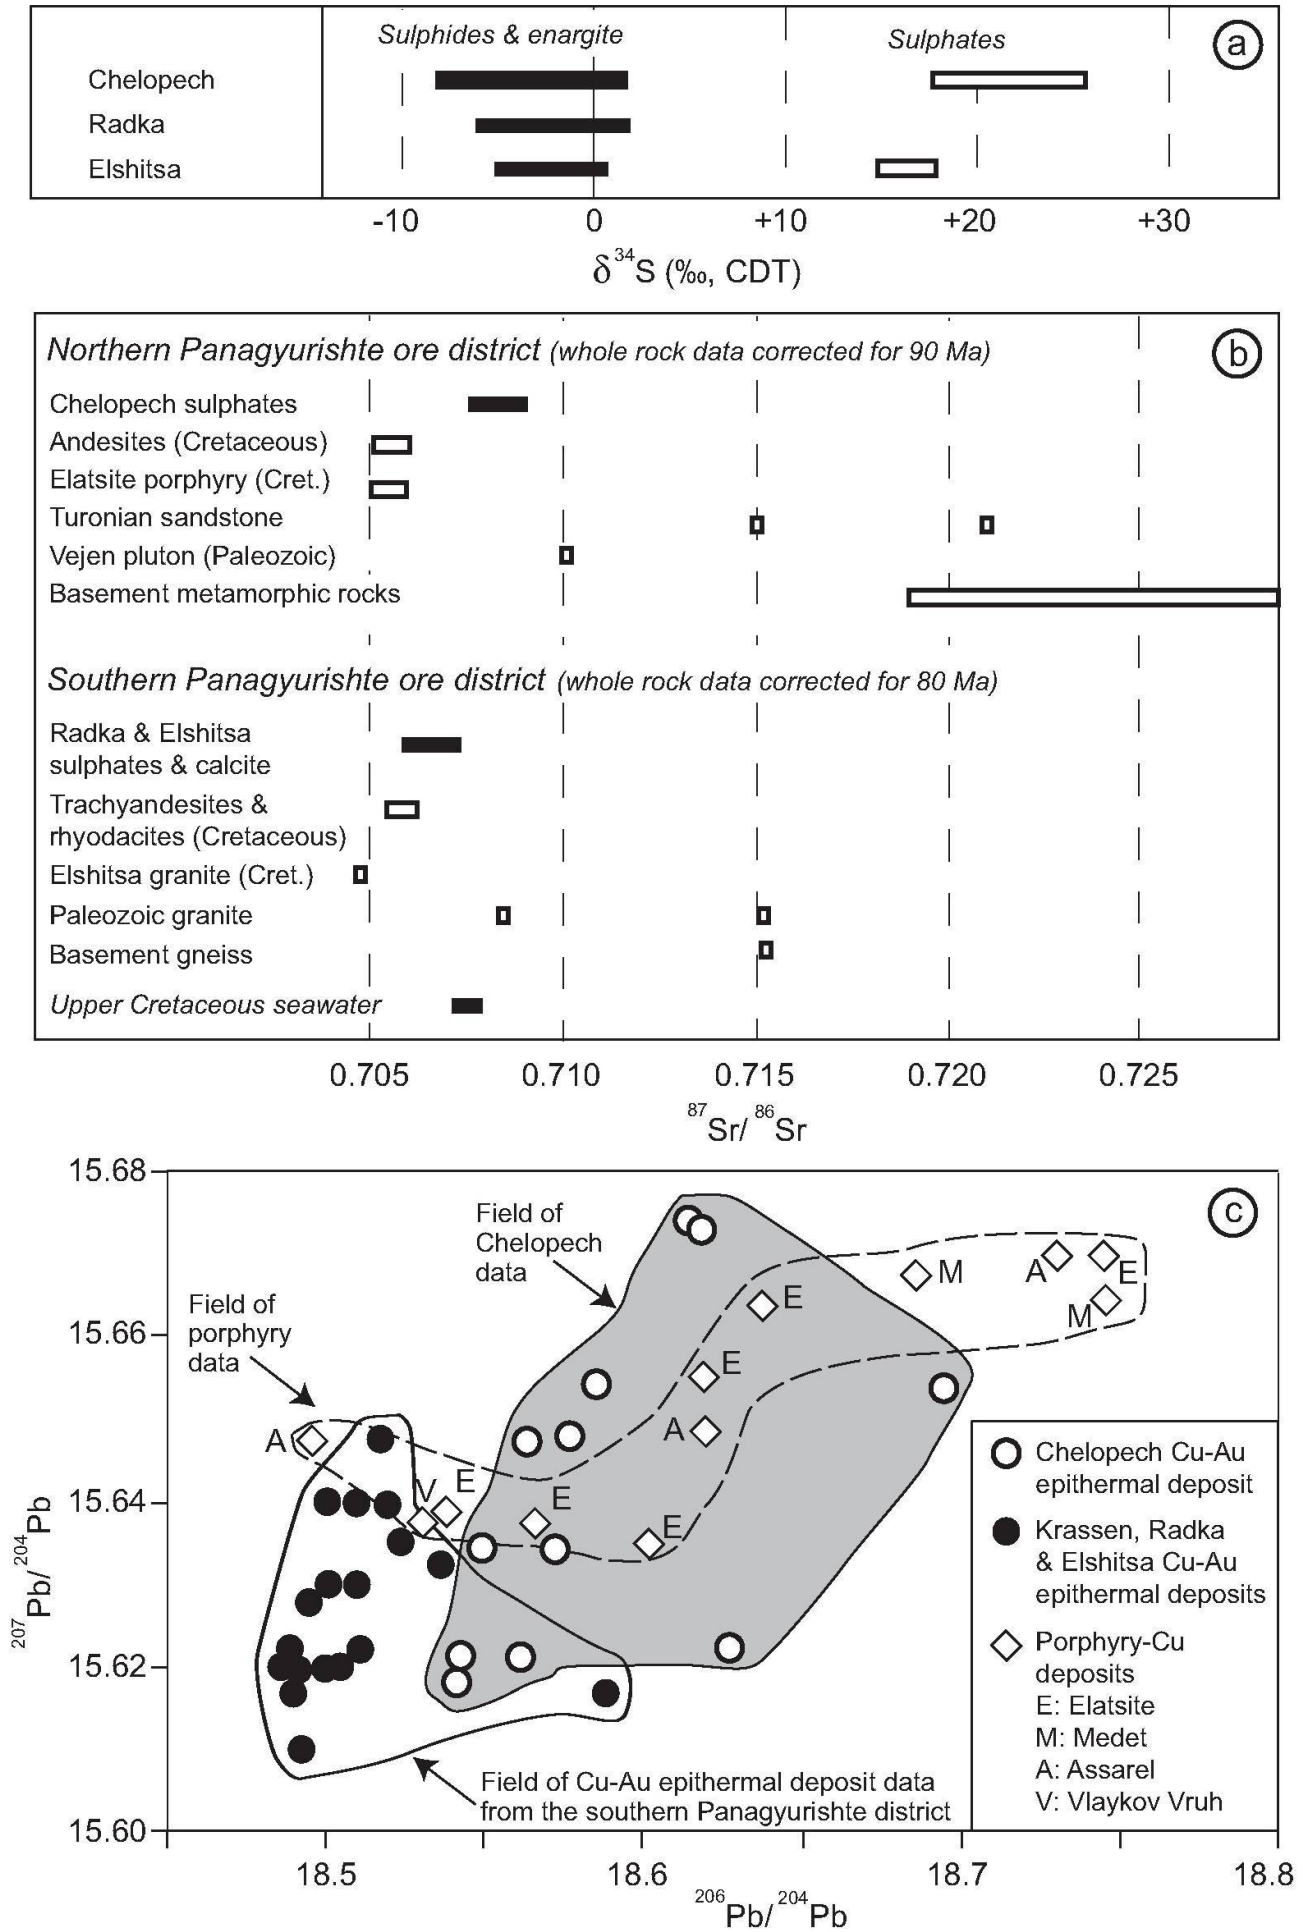 Sulphides & enargite
Sulphates
a
Chelopech
Radka
Elshitsa
-10 0 +10 +20 +30
δ³⁴S (‰, CDT)
Northern Panagyurishte ore district (whole rock data corrected for 90 Ma)
b
Chelopech sulphates
Andesites (Cretaceous)
Elatsite porphyry (Cret.)
Turonian sandstone
Vejen pluton (Paleozoic)
Basement metamorphic rocks
Southern Panagyurishte ore district (whole rock data corrected for 80 Ma)
Radka & Elshitsa
sulphates & calcite
Trachyandesites &
rhyodacites (Cretaceous)
Elshitsa granite (Cret.)
Paleozoic granite
Basement gneiss
Upper Cretaceous seawater
0.705 0.710 0.715 0.720 0.725
⁸⁷Sr/ ⁸⁶Sr
15.68
15.66
15.64
15.62
15.60
²⁰⁷Pb/ ²⁰⁴Pb
c
Field of
Chelopech
data
Field of
porphyry
data
M
A
E
M
E
E
A
A
V
E
E
E
Chelopech Cu-Au
epithermal deposit
Krassen, Radka
& Elshitsa Cu-Au
epithermal deposits
Porphyry-Cu
deposits
E: Elatsite
M: Medet
A: Assarel
V: Vlaykov Vruh
Field of Cu-Au epithermal deposit data
from the southern Panagyurishte district
18.5 18.6 18.7 18.8
²⁰⁶Pb/ ²⁰⁴Pb